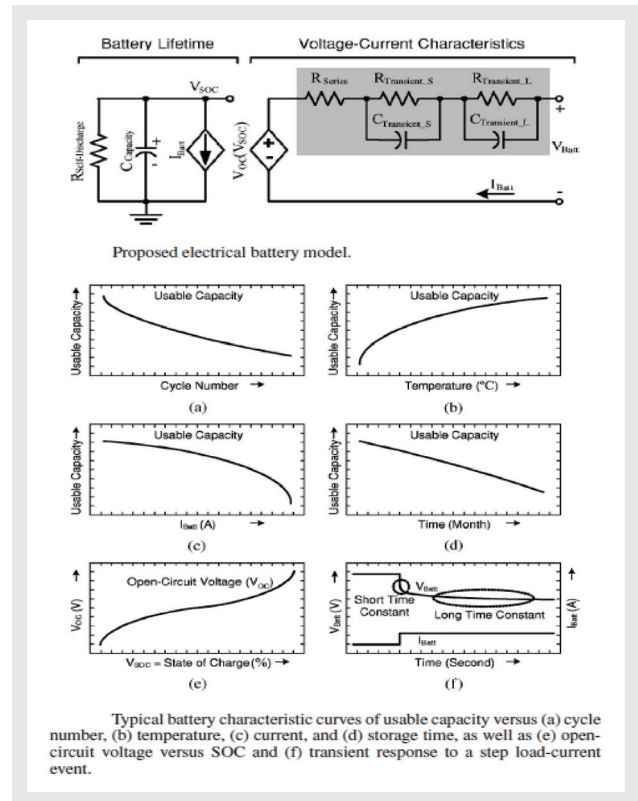 Battery Lifetime
Voltage-Current Characteristics
VSOC
RSelf-Discharge
CCapacity
+
-
IBatt
VOC(VSOC)
+
-
RSeries
RTransient_S
CTransient_S
RTransient_L
CTransient_L
+
VBatt
IBatt
-
Proposed electrical battery model.
Usable Capacity
Usable Capacity→
Cycle Number →
(a)
Usable Capacity
Usable Capacity→
Temperature (°C) →
(b)
Usable Capacity
Usable Capacity→
IBatt (A) →
(c)
Usable Capacity
Usable Capacity→
Time (Month) →
(d)
Open-Circuit Voltage (VOC)
VOC (V) →
VSOC = State of Charge(%) →
(e)
VBatt
Short Time
Constant
Long Time Constant
IBatt
VBatt (V) →
IBatt (A) →
Time (Second) →
(f)
Typical battery characteristic curves of usable capacity versus (a) cycle
number, (b) temperature, (c) current, and (d) storage time, as well as (e) open-
circuit voltage versus SOC and (f) transient response to a step load-current
event.